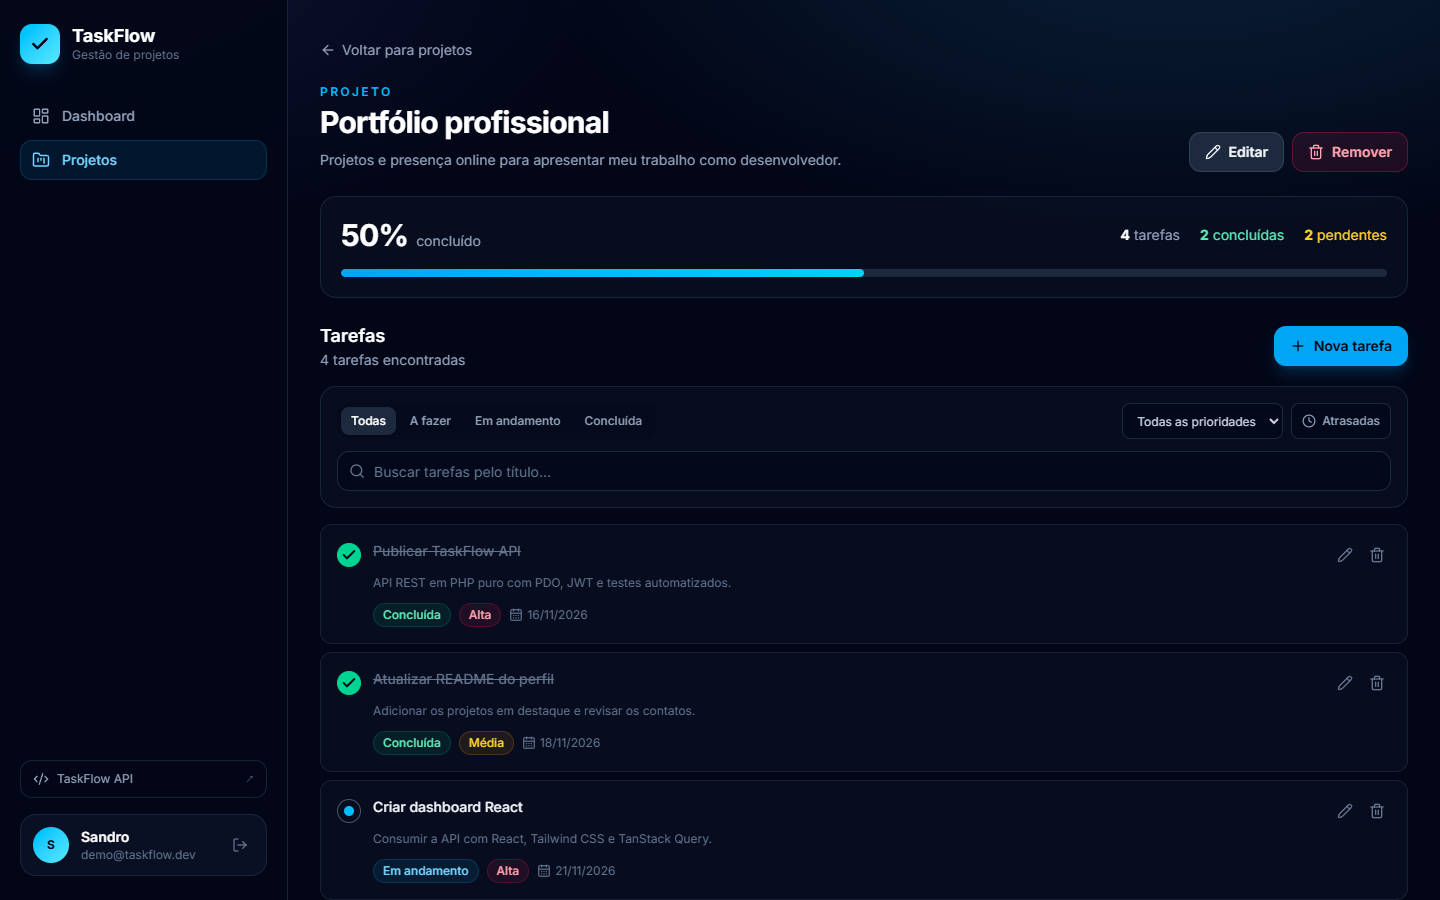 TaskFlow
Gestão de projetos
Dashboard
Projetos
TaskFlow API
S
Sandro
demo@taskflow.dev
Voltar para projetos
PROJETO
Portfólio profissional
Projetos e presença online para apresentar meu trabalho como desenvolvedor.
Editar
Remover
50% concluído
4 tarefas
2 concluídas
2 pendentes
Tarefas
4 tarefas encontradas
Nova tarefa
Todas
A fazer
Em andamento
Concluída
Todas as prioridades
Atrasadas
Buscar tarefas pelo título...
Publicar TaskFlow API
API REST em PHP puro com PDO, JWT e testes automatizados.
Concluída
Alta
16/11/2026
Atualizar README do perfil
Adicionar os projetos em destaque e revisar os contatos.
Concluída
Média
18/11/2026
Criar dashboard React
Consumir a API com React, Tailwind CSS e TanStack Query.
Em andamento
Alta
21/11/2026